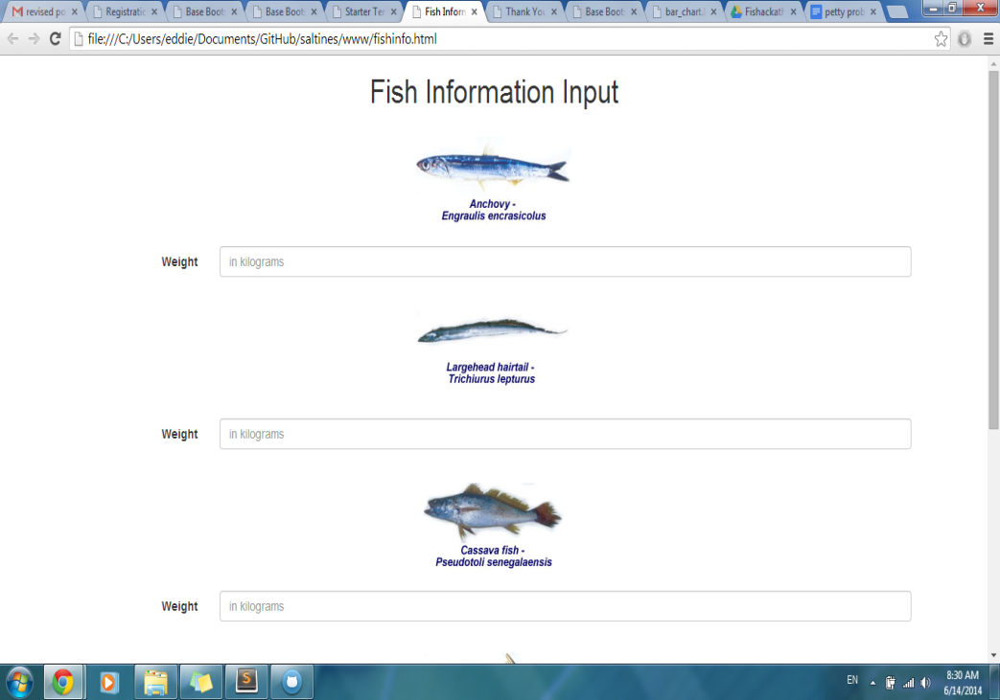 revised po
Registratic
Base Boot
Base Boot
Starter Ter
Fish Inform
Thank You
Base Boot
bar_chart.
Fishackath
petty prob
file:///C:/Users/eddie/Documents/GitHub/saltines/www/fishinfo.html
Fish Information Input
Anchovy -
Engraulis encrasicolus
Weight in kilograms
Largehead hairtail -
Trichiurus lepturus
Weight in kilograms
Cassava fish -
Pseudotoli senegalaensis
Weight in kilograms
EN
8:30 AM
6/14/2014